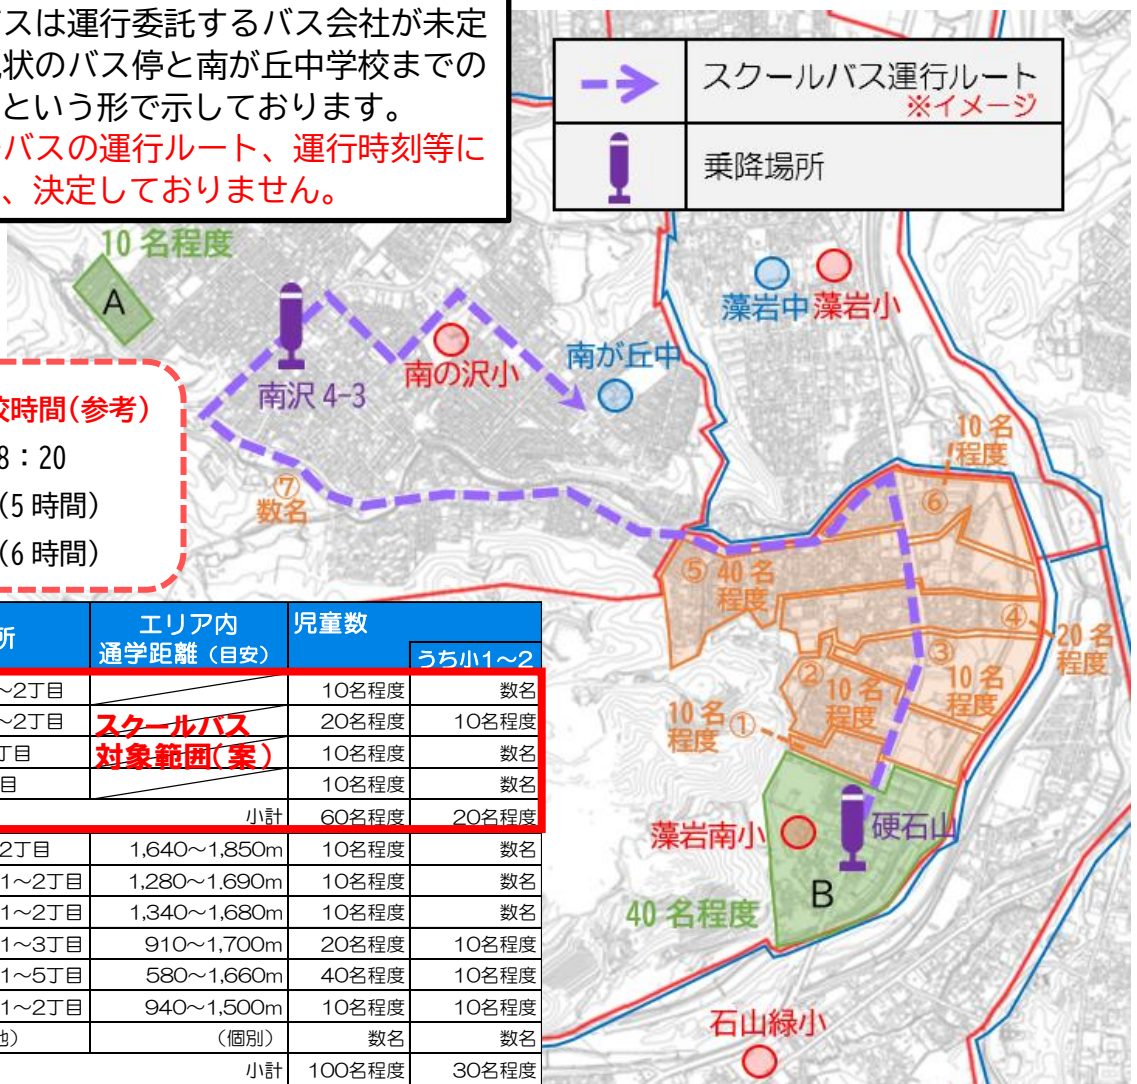 バスは運行委託するバス会社が未定
現状のバス停と南が丘中学校までの
という形で示しております。
バスの運行ルート、運行時刻等に
、決定しておりません。
スクールバス運行ルート
※イメージ
乗降場所
10名程度
A
藻岩中
藻岩小
南が丘中
南の沢小
南沢4-3
校時間(参考)
8：20
(5時間)
(6時間)
⑦
数名
10名
程度
⑥
⑤ 40名
程度
④
20名
程度
③
10名
程度
② 10名
程度
10名 ①
程度
藻岩南小
硬石山
B
40名程度
石山緑小
所 エリア内 児童数
通学距離（目安） うち小1～2
～2丁目 10名程度 数名
～2丁目 20名程度 10名程度
丁目 10名程度 数名
目 10名程度 数名
スクールバス
対象範囲(案)
小計 60名程度 20名程度
2丁目 1,640～1,850m 10名程度 数名
1～2丁目 1,280～1.690m 10名程度 数名
1～2丁目 1,340～1,680m 10名程度 数名
1～3丁目 910～1,700m 20名程度 10名程度
1～5丁目 580～1,660m 40名程度 10名程度
1～2丁目 940～1,500m 10名程度 10名程度
他） （個別） 数名 数名
小計 100名程度 30名程度